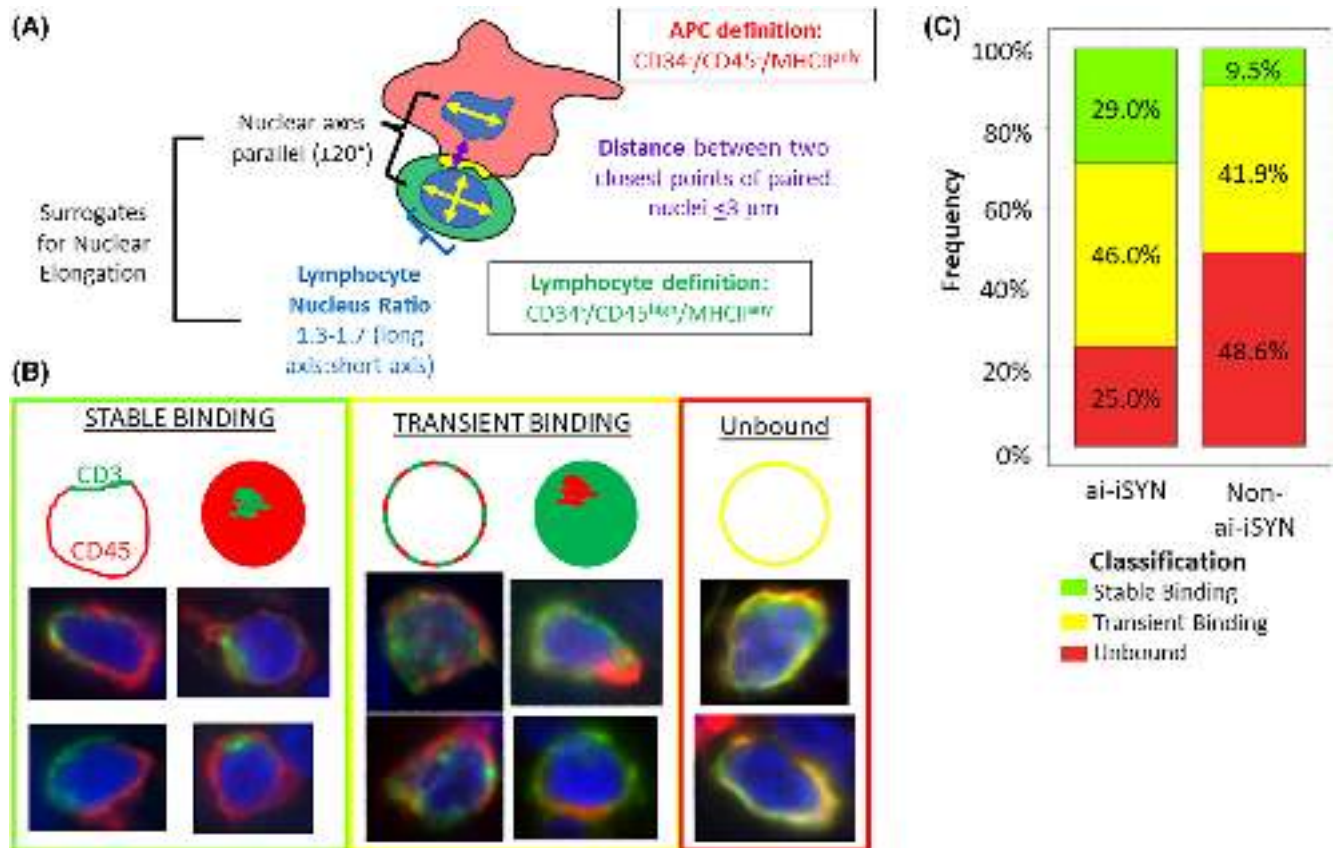 (A)
APC definition:
Nuclear axes
parallel (±20°)
Distance between two
closest points of paired
nuclei ≤3 µm
Surrogates
for Nuclear
Elongation
Lymphocyte
Nucleus Ratio
1.3-1.7 (long
axis:short axis)
Lymphocyte definition:
(B)
STABLE BINDING
TRANSIENT BINDING
Unbound
CD3
CD45
(C)
Frequency
100%
80%
60%
40%
20%
0%
29.0%
46.0%
25.0%
9.5%
41.9%
48.6%
ai-iSYN
Non-
ai-iSYN
Classification
Stable Binding
Transient Binding
Unbound